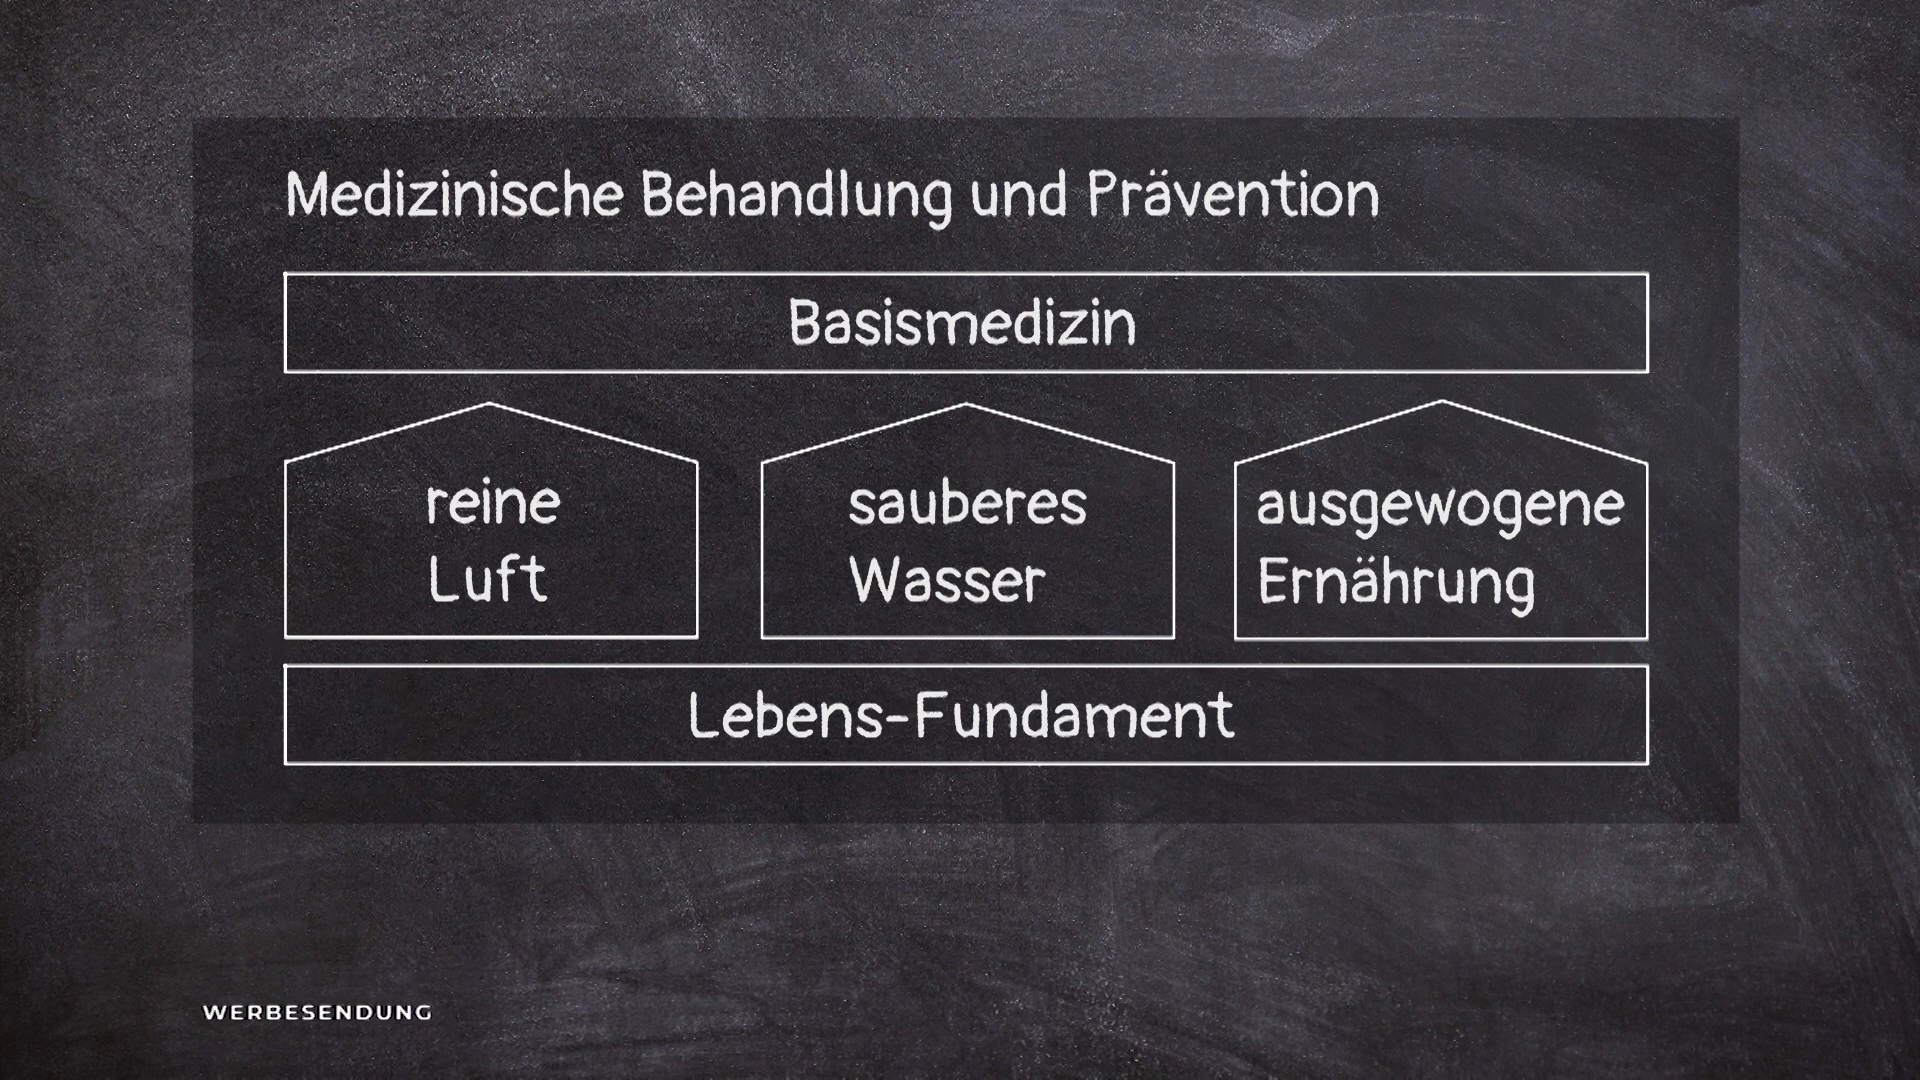 Medizinische Behandlung und Prävention
Basismedizin
reine
Luft
sauberes
Wasser
ausgewogene
Ernährung
Lebens-Fundament
WERBESENDUNG